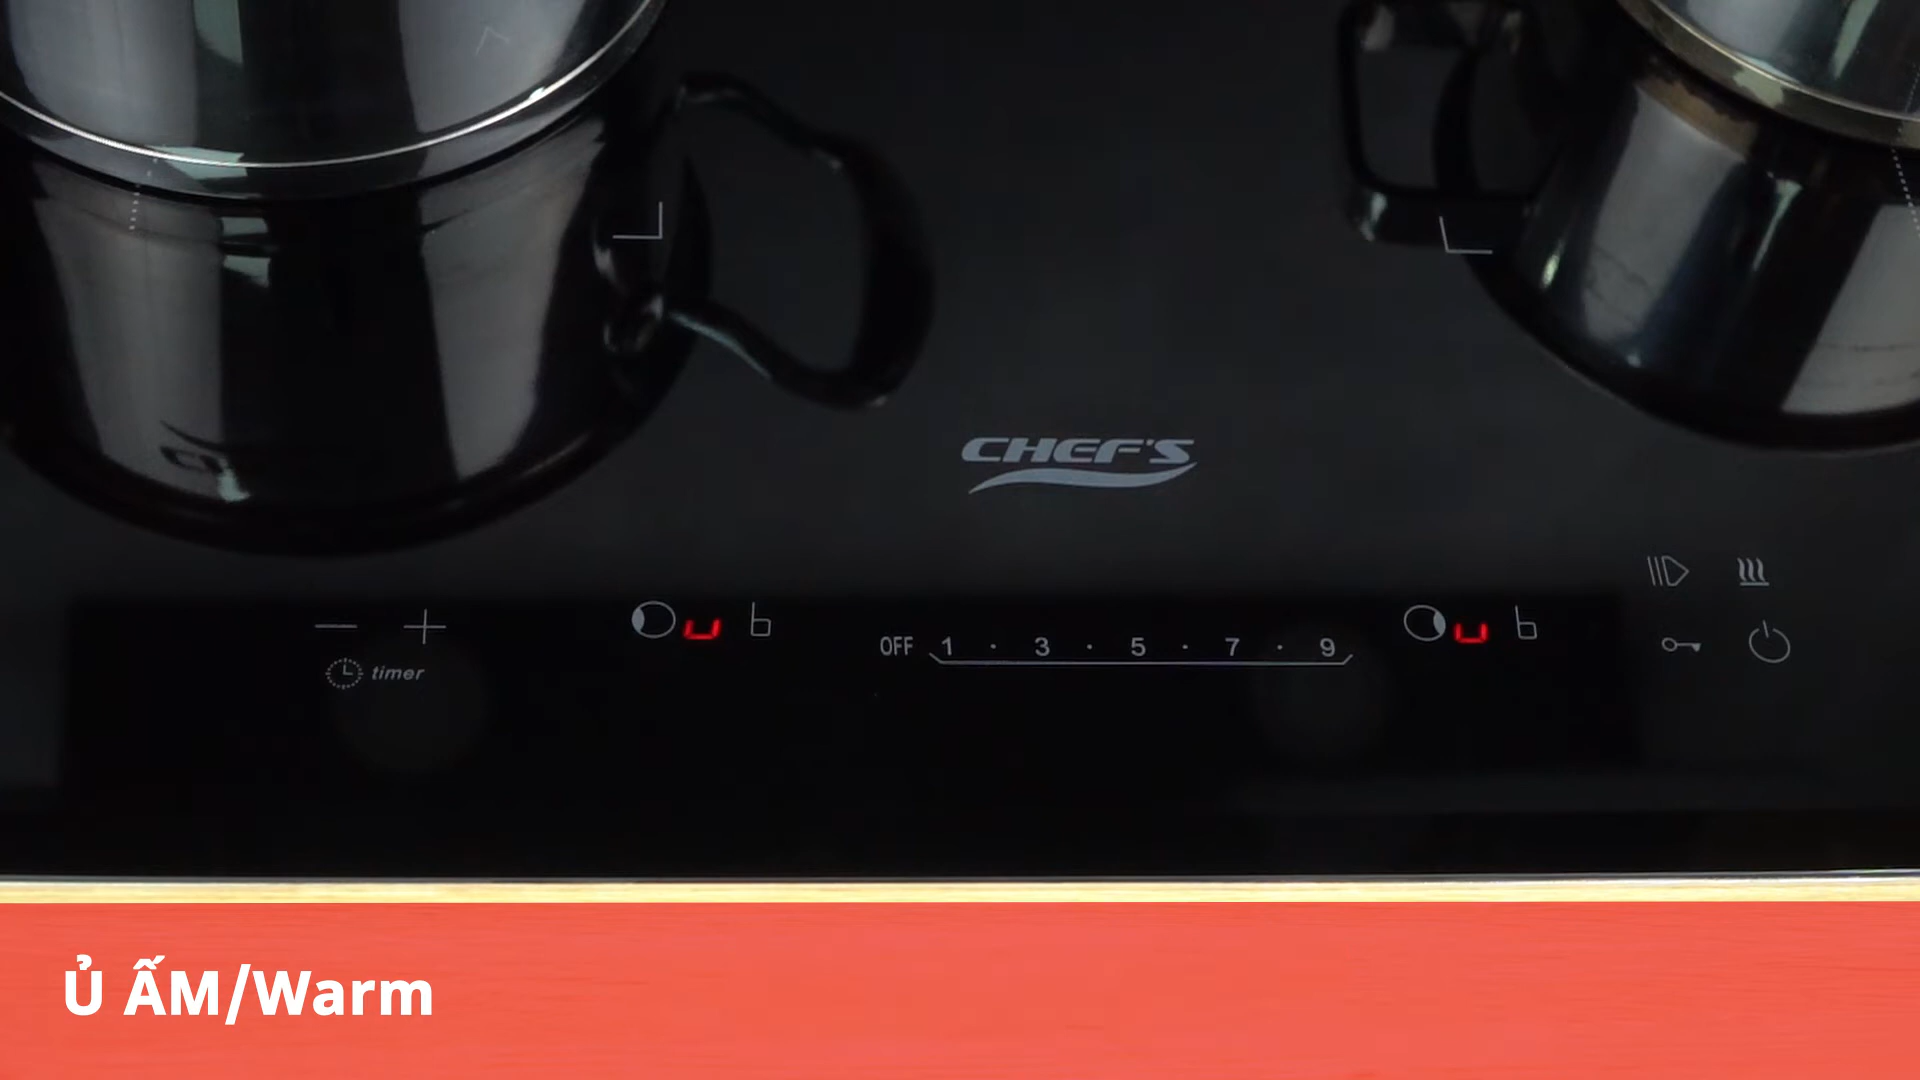 CHEF'S
u b
OFF 1 · 3 · 5 · 7 · 9
u b
timer
Ủ ẤM/Warm